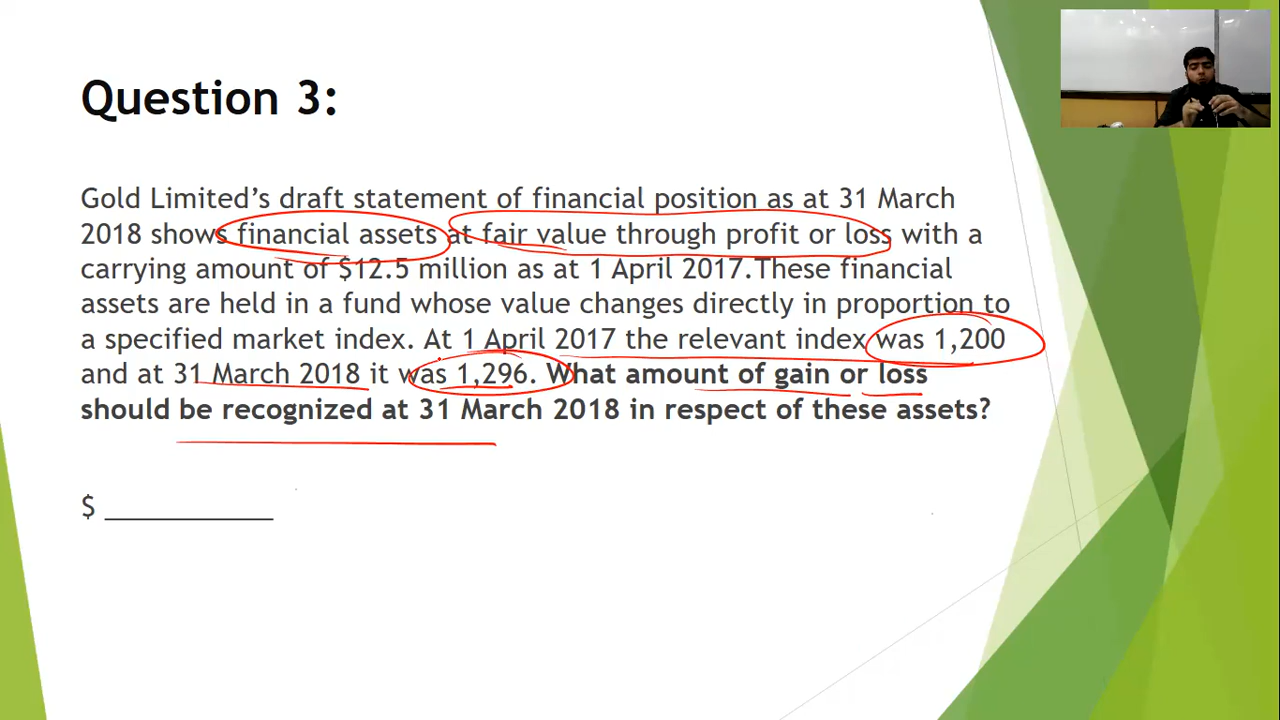 Question 3:
Gold Limited's draft statement of financial position as at 31 March
2018 shows financial assets at fair value through profit or loss with a
carrying amount of $12.5 million as at 1 April 2017.These financial
assets are held in a fund whose value changes directly in proportion to
a specified market index. At 1 April 2017 the relevant index was 1,200
and at 31 March 2018 it was 1,296. What amount of gain or loss
should be recognized at 31 March 2018 in respect of these assets?
$ ____________